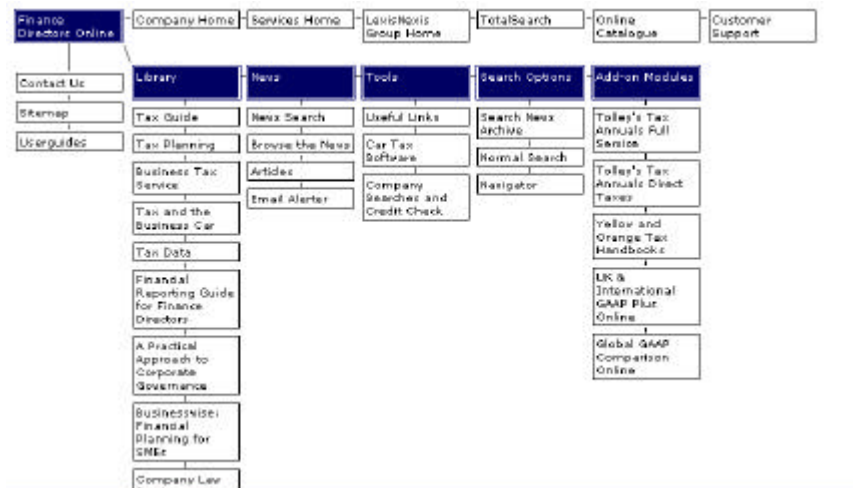 Finance
Directors Online
Company Home
Services Home
LexisNexis
Group Home
TotalSearch
Online
Catalogue
Customer
Support
Contact Us
Sitemap
Userguides
Library
News
Tools
Search Options
Add-on Modules
Tax Guide
Tax Planning
Business Tax
Service
Tax and the
Business Car
Tax Data
Financial
Reporting Guide
for Finance
Directors
A Practical
Approach to
Corporate
Governance
Businesswise:
Financial
Planning for
SMEs
Company Law
News Search
Browse the News
Articles
Email Alerter
Useful Links
Car Tax
Software
Company
Searches and
Credit Check
Search News
Archive
Normal Search
Navigator
Tolley's Tax
Annuals Full
Service
Tolley's Tax
Annuals Direct
Taxes
Yellow and
Orange Tax
Handbooks
UK &
International
GAAP Plus
Online
Global GAAP
Comparison
Online